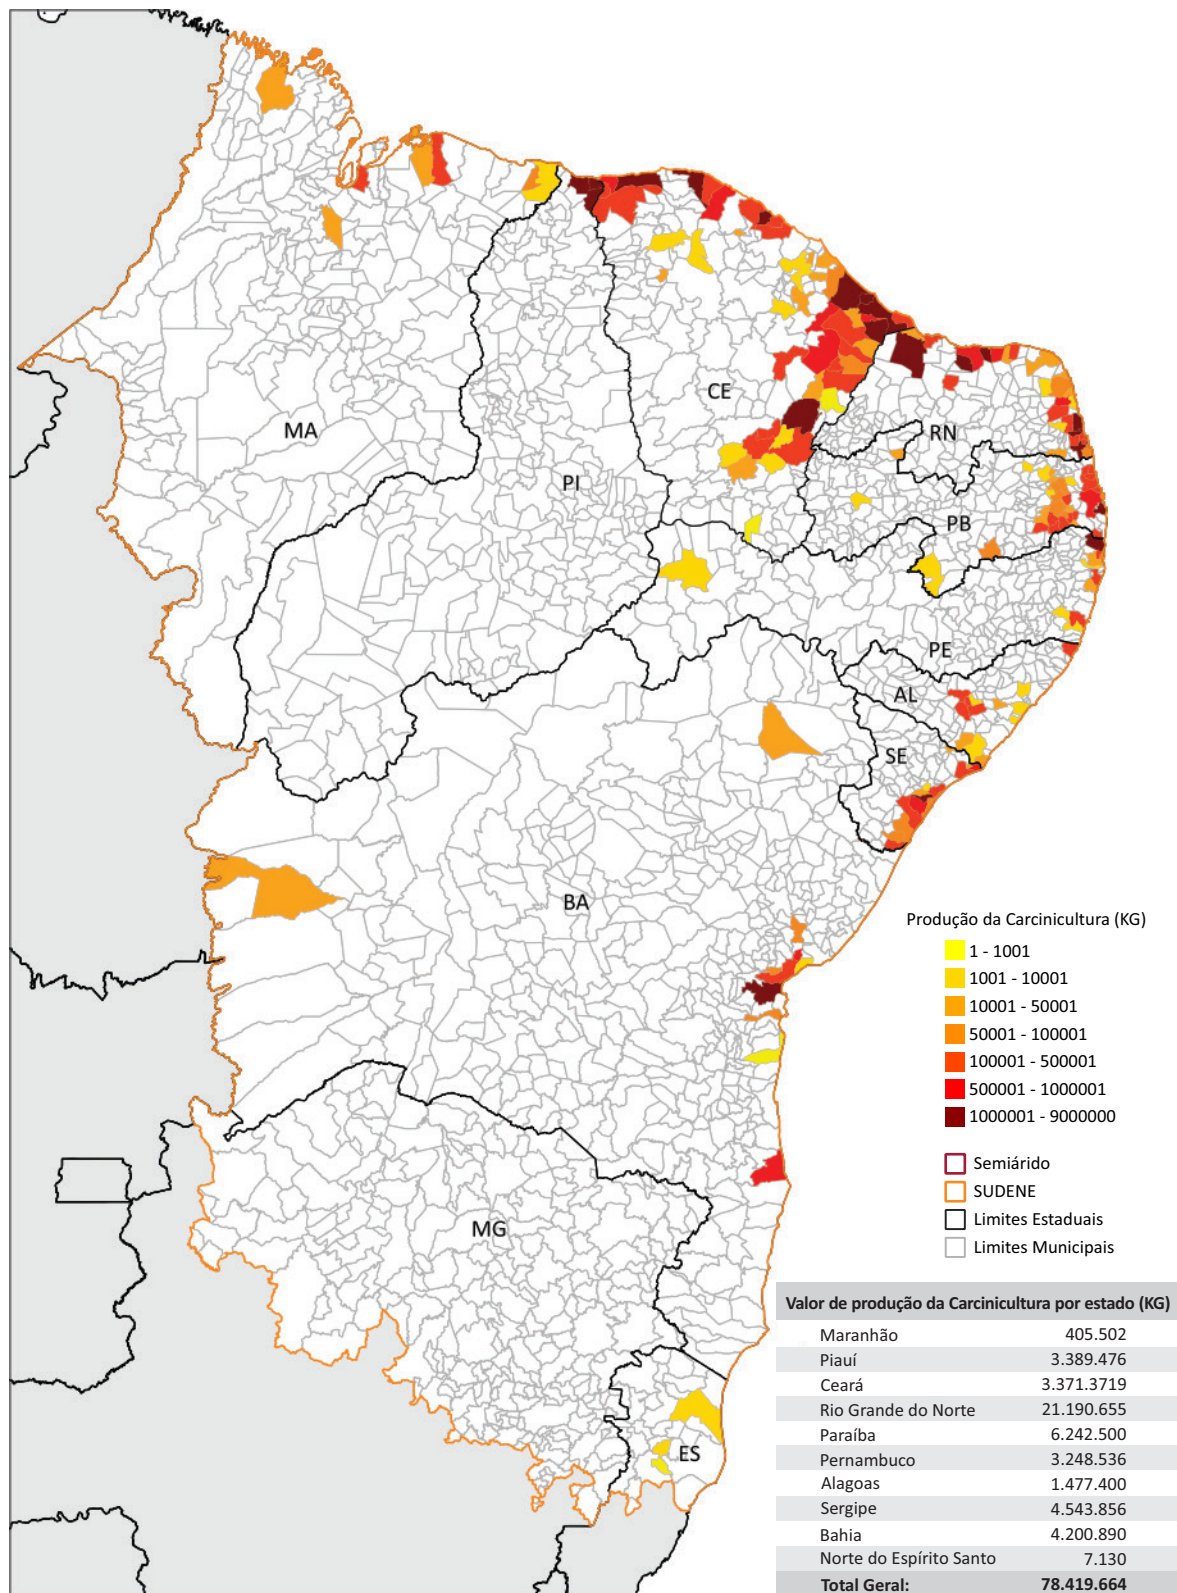 MA
CE
RN
PI
PB
PE
AL
SE
BA
MG
ES
Produção da Carcinicultura (KG)
1 - 1001
1001 - 10001
10001 - 50001
50001 - 100001
100001 - 500001
500001 - 1000001
1000001 - 9000000
Semiárido
SUDENE
Limites Estaduais
Limites Municipais
Valor de produção da Carcinicultura por estado (KG)
Maranhão 405.502
Piauí 3.389.476
Ceará 3.371.3719
Rio Grande do Norte 21.190.655
Paraíba 6.242.500
Pernambuco 3.248.536
Alagoas 1.477.400
Sergipe 4.543.856
Bahia 4.200.890
Norte do Espírito Santo 7.130
Total Geral: 78.419.664